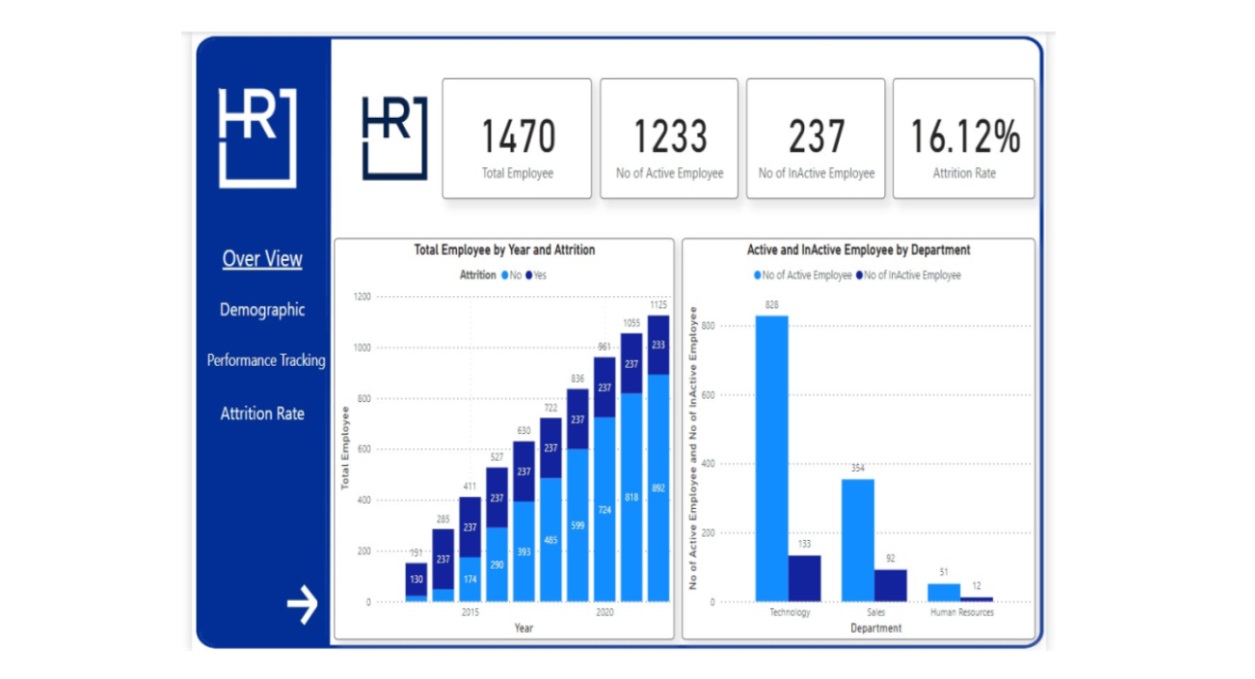 HR
Over View
Demographic
Performance Tracking
Attrition Rate
HR
1470
Total Employee
1233
No of Active Employee
237
No of InActive Employee
16.12%
Attrition Rate
Total Employee by Year and Attrition
Attrition No Yes
Total Employee
1200
1000
800
600
400
200
0
151
285
411
527
630
722
836
961
1055
1125
130
237
237
237
237
237
237
237
237
233
174
290
393
485
599
724
818
892
2015
2020
Year
Active and InActive Employee by Department
No of Active Employee No of InActive Employee
No of Active Employee and No of InActive Employee
800
600
400
200
0
828
133
354
92
51
12
Technology
Sales
Human Resources
Department